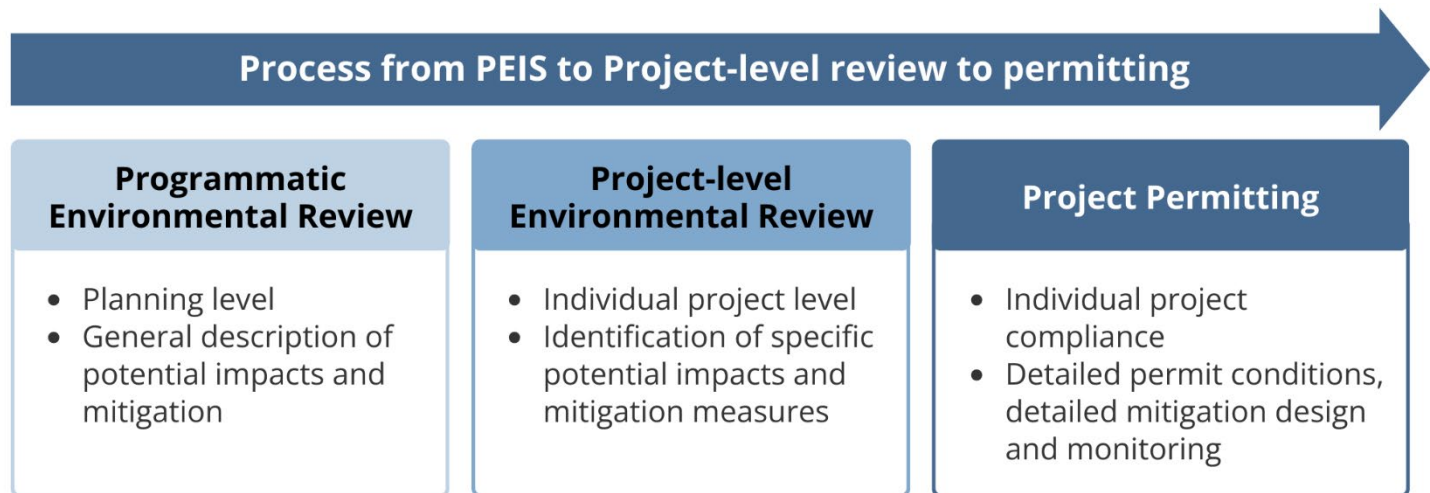 Process from PEIS to Project-level review to permitting
Programmatic
Environmental Review
• Planning level
• General description of
potential impacts and
mitigation
Project-level
Environmental Review
• Individual project level
• Identification of specific
potential impacts and
mitigation measures
Project Permitting
• Individual project
compliance
• Detailed permit conditions,
detailed mitigation design
and monitoring